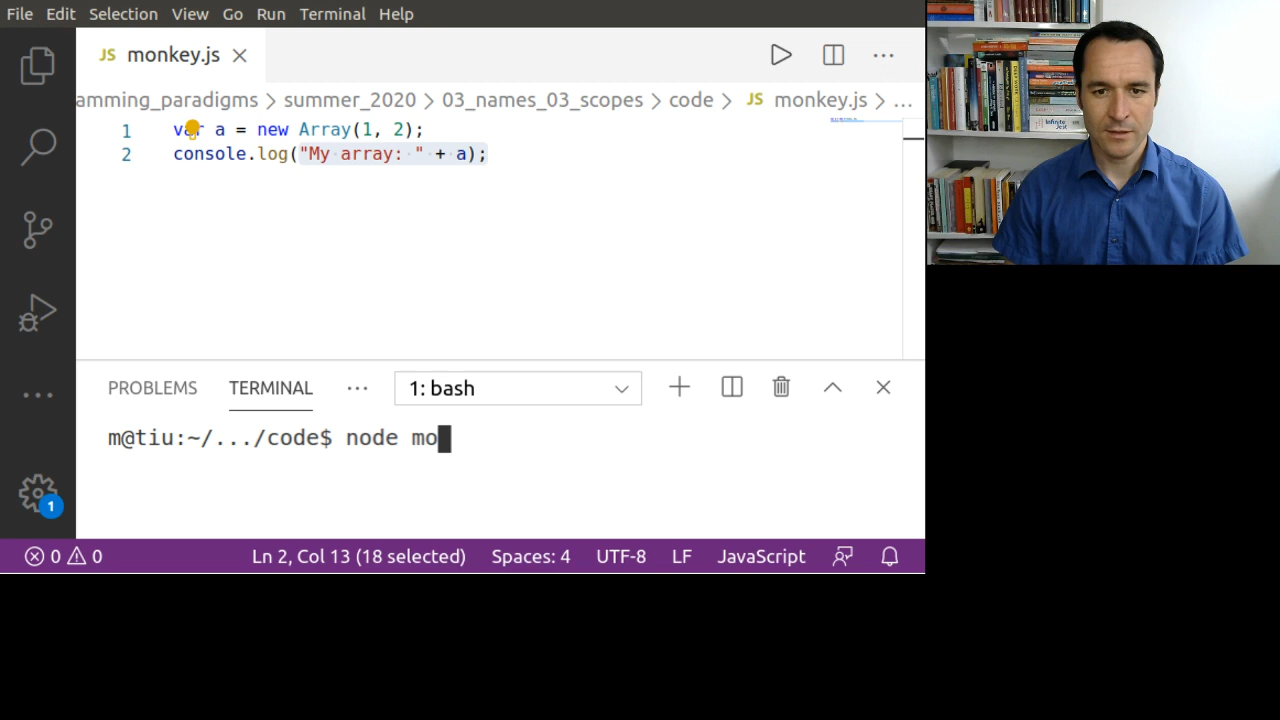 File Edit Selection View Go Run Terminal Help
JS monkey.js
amming_paradigms > summer_2020 > 03_names_03_scopes > code > JS monkey.js > ...
1 var a = new Array(1, 2);
2 console.log("My array: " + a);
PROBLEMS TERMINAL ... 1: bash
m@tiu:~/.../code$ node mo
1
0 0 Ln 2, Col 13 (18 selected) Spaces: 4 UTF-8 LF JavaScript
Infinite Jest